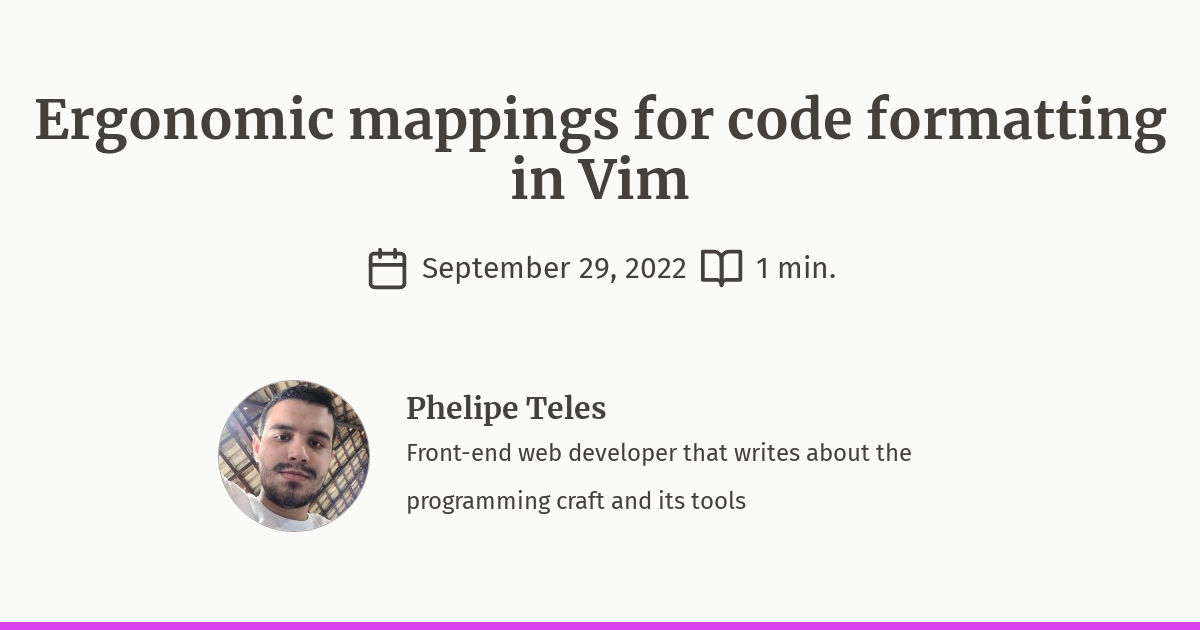 Ergonomic mappings for code formatting
in Vim
September 29, 2022 1 min.
Phelipe Teles
Front-end web developer that writes about the
programming craft and its tools